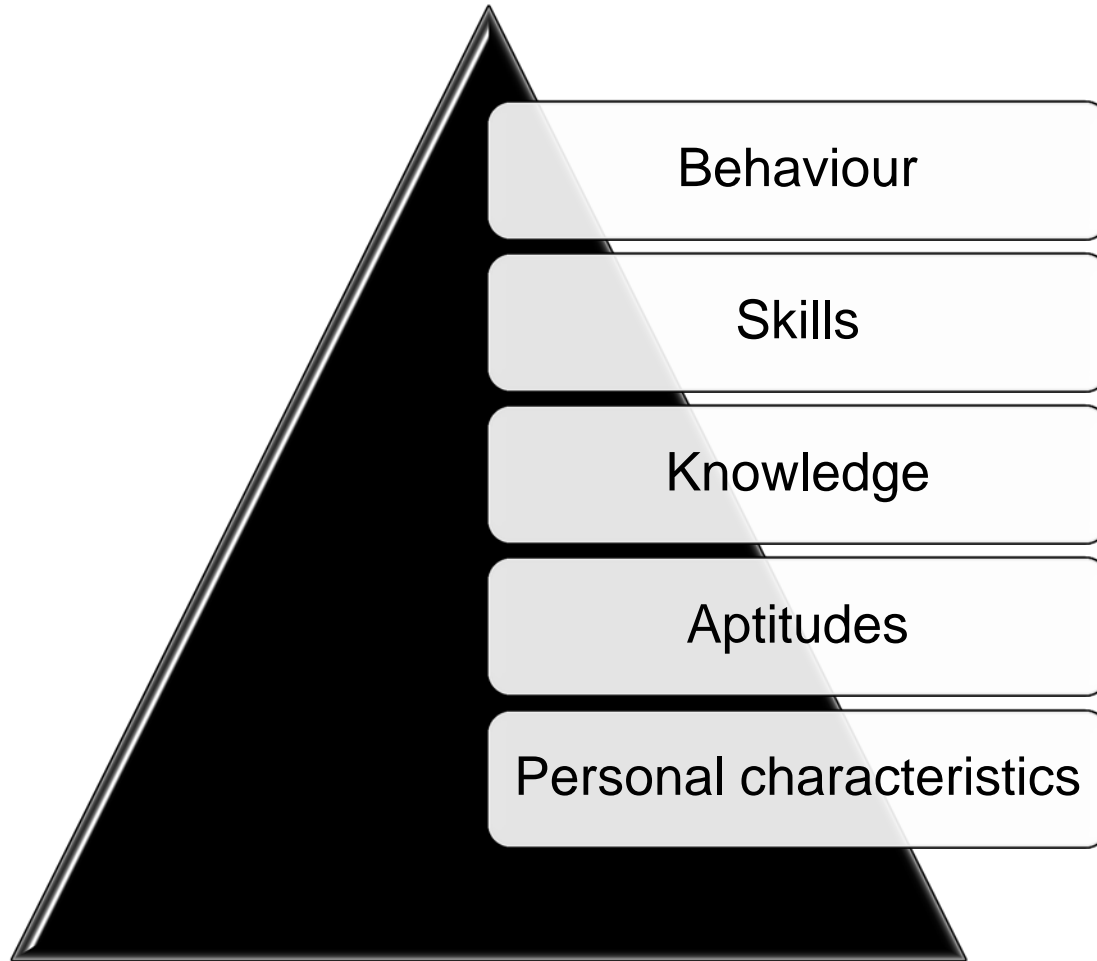 Behaviour
Skills
Knowledge
Aptitudes
Personal characteristics